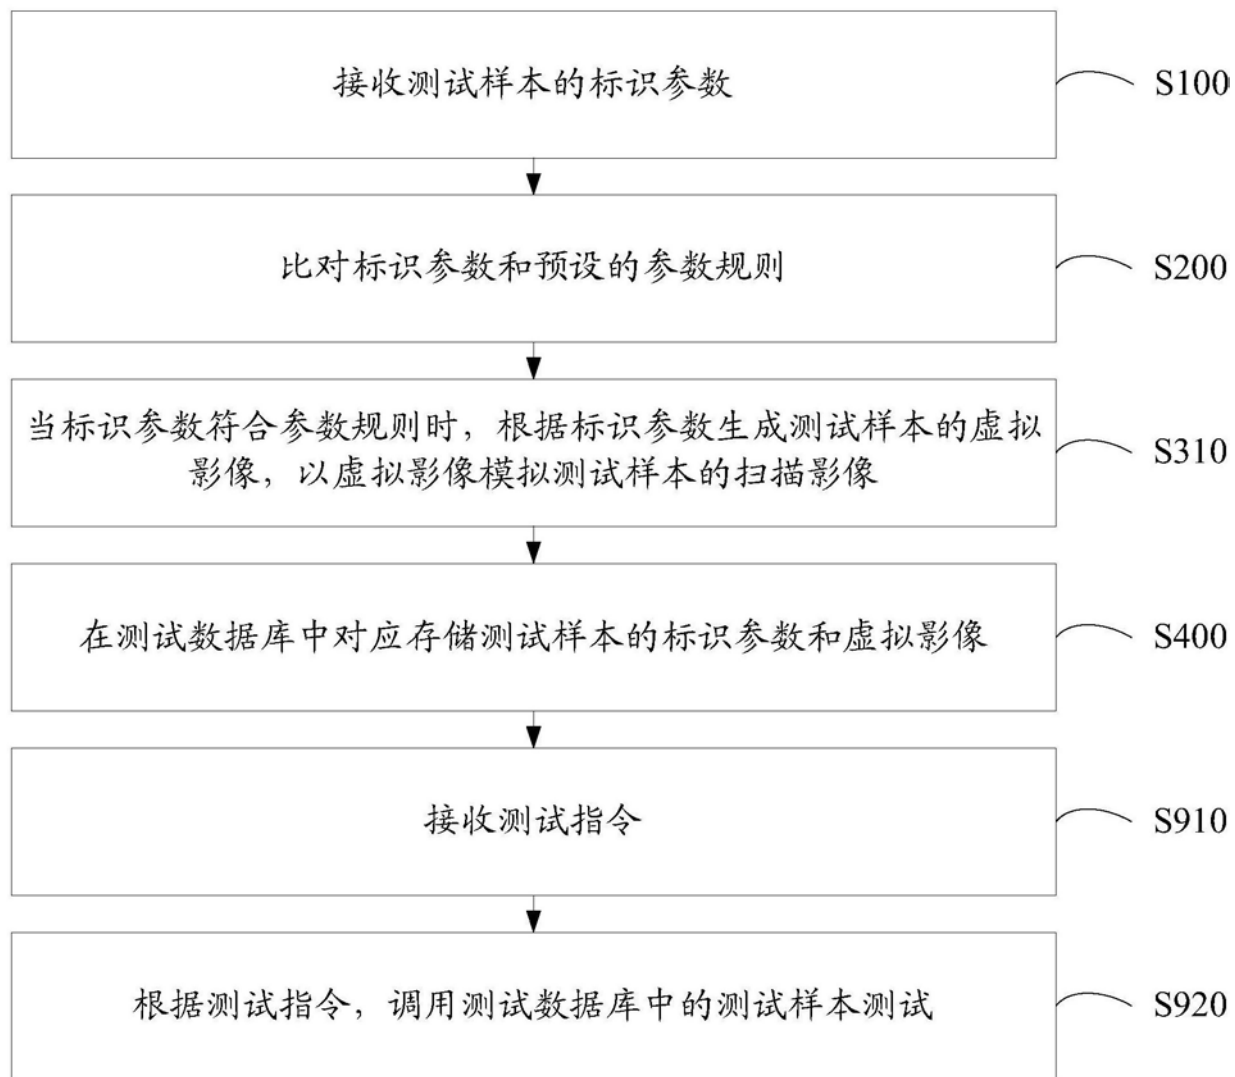 接收测试样本的标识参数
S100
比对标识参数和预设的参数规则
S200
当标识参数符合参数规则时，根据标识参数生成测试样本的虚拟
影像，以虚拟影像模拟测试样本的扫描影像
S310
在测试数据库中对应存储测试样本的标识参数和虚拟影像
S400
接收测试指令
S910
根据测试指令，调用测试数据库中的测试样本测试
S920